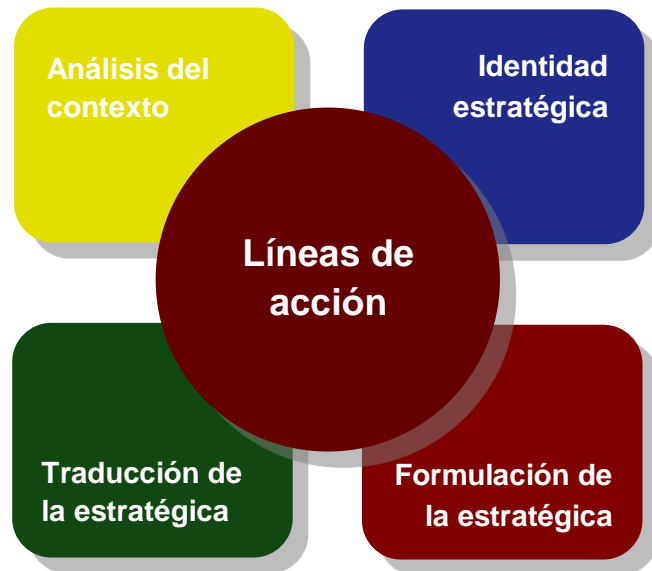 Análisis del
contexto
Identidad
estratégica
Líneas de
acción
Traducción de
la estratégica
Formulación de
la estratégica